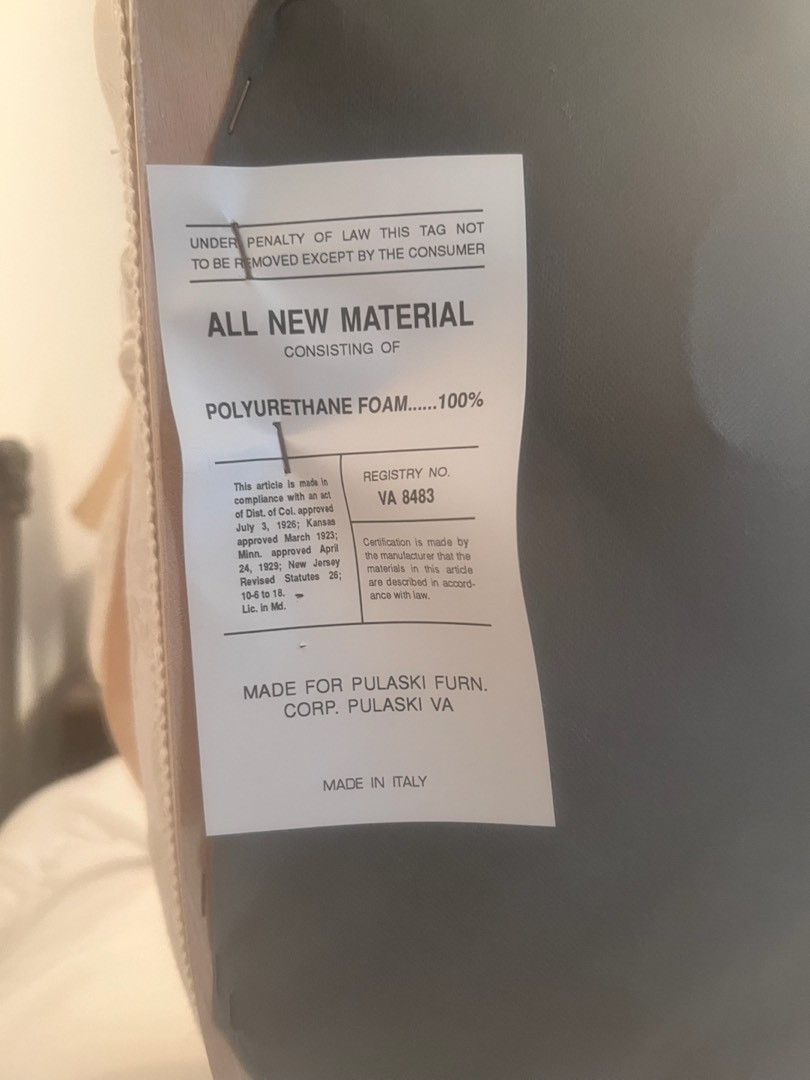 UNDER PENALTY OF LAW THIS TAG NOT
TO BE REMOVED EXCEPT BY THE CONSUMER
ALL NEW MATERIAL
CONSISTING OF
POLYURETHANE FOAM......100%
This article is made in
compliance with an act
of Dist. of Col. approved
July 3, 1926; Kansas
approved March 1923;
Minn. approved April
24, 1929; New Jersey
Revised Statutes 26;
10-6 to 18.
Lic. in Md.
REGISTRY NO.
VA 8483
Certification is made by
the manufacturer that the
materials in this article
are described in accord-
ance with law.
MADE FOR PULASKI FURN.
CORP. PULASKI VA
MADE IN ITALY